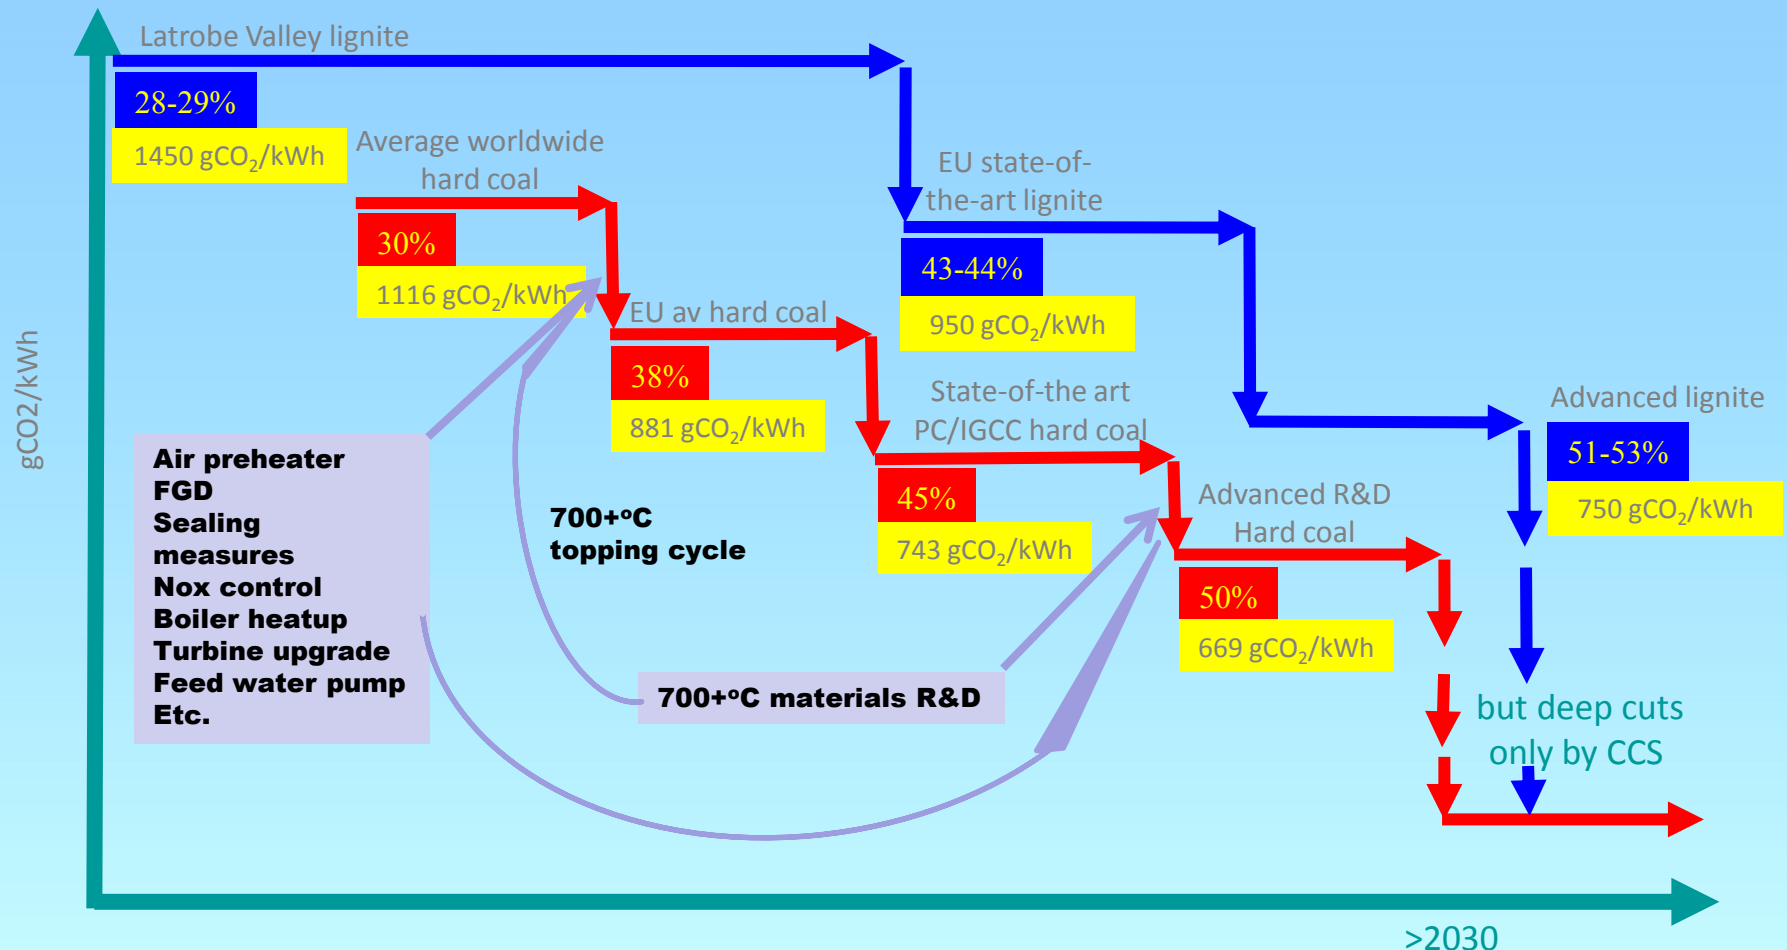 Latrobe Valley lignite
28-29%
1450 gCO₂/kWh
Average worldwide
hard coal
30%
1116 gCO₂/kWh
EU state-of-
the-art lignite
43-44%
950 gCO₂/kWh
EU av hard coal
38%
881 gCO₂/kWh
State-of-the art
PC/IGCC hard coal
45%
743 gCO₂/kWh
Advanced lignite
51-53%
750 gCO₂/kWh
Advanced R&D
Hard coal
50%
669 gCO₂/kWh
gCO2/kWh
Air preheater
FGD
Sealing
measures
Nox control
Boiler heatup
Turbine upgrade
Feed water pump
Etc.
700+°C
topping cycle
700+°C materials R&D
but deep cuts
only by CCS
>2030